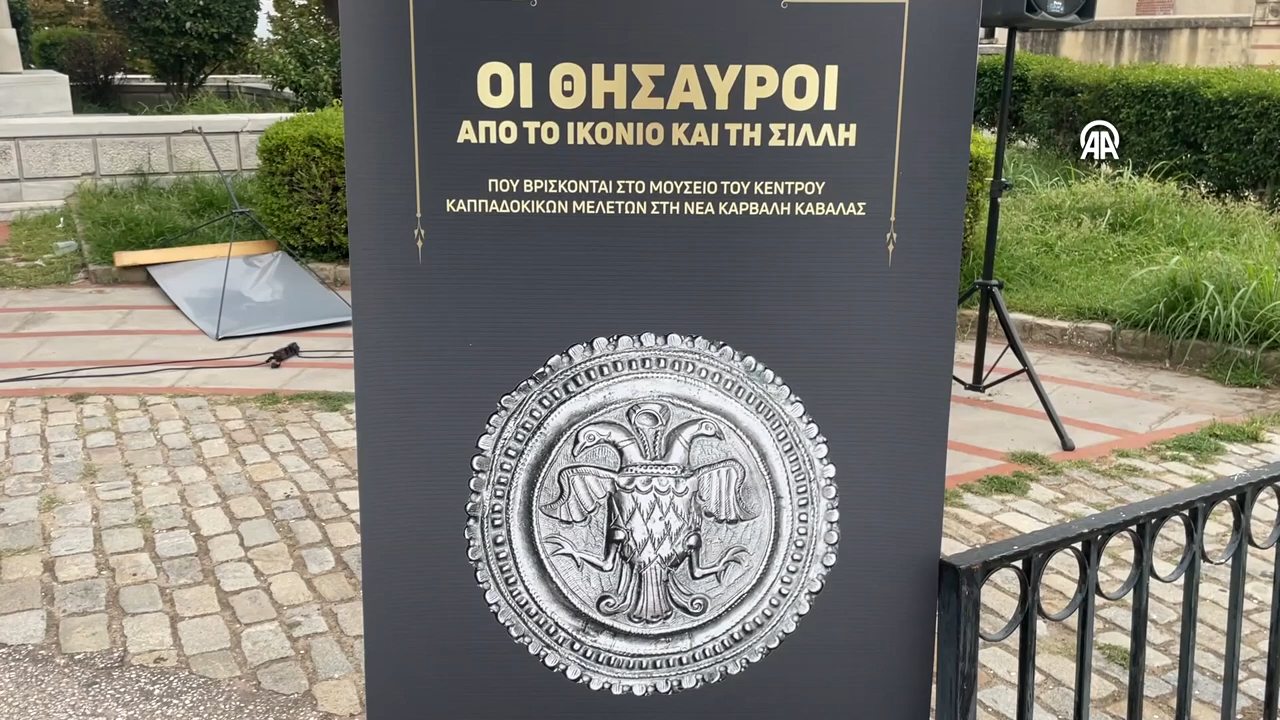 ΟΙ ΘΗΣΑΥΡΟΙ
ΑΠΟ ΤΟ ΙΚΟΝΙΟ ΚΑΙ ΤΗ ΣΙΛΛΗ
ΠΟΥ ΒΡΙΣΚΟΝΤΑΙ ΣΤΟ ΜΟΥΣΕΙΟ ΤΟΥ ΚΕΝΤΡΟΥ
ΚΑΠΠΑΔΟΚΙΚΩΝ ΜΕΛΕΤΩΝ ΣΤΗ ΝΕΑ ΚΑΡΒΑΛΗ ΚΑΒΑΛΑΣ
AA